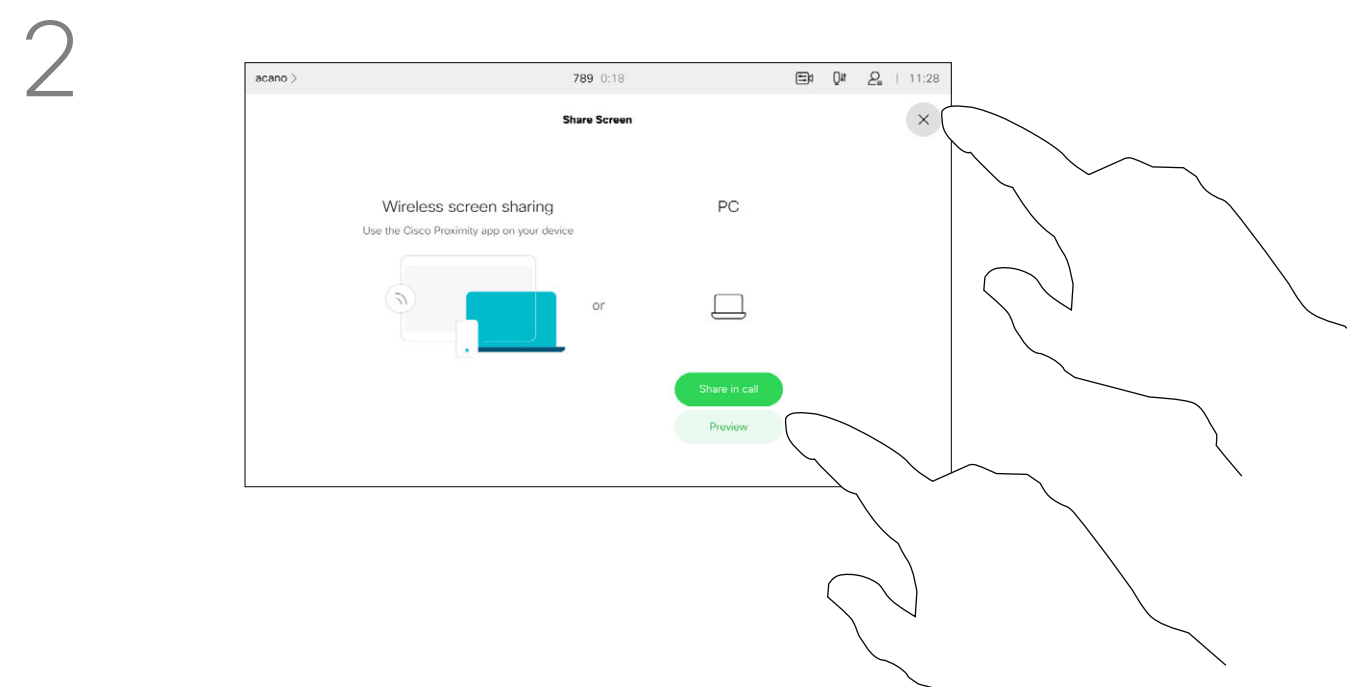 2
acano >
789 0:18
11:28
Share Screen
Wireless screen sharing
Use the Cisco Proximity app on your device
or
PC
Share in call
Preview